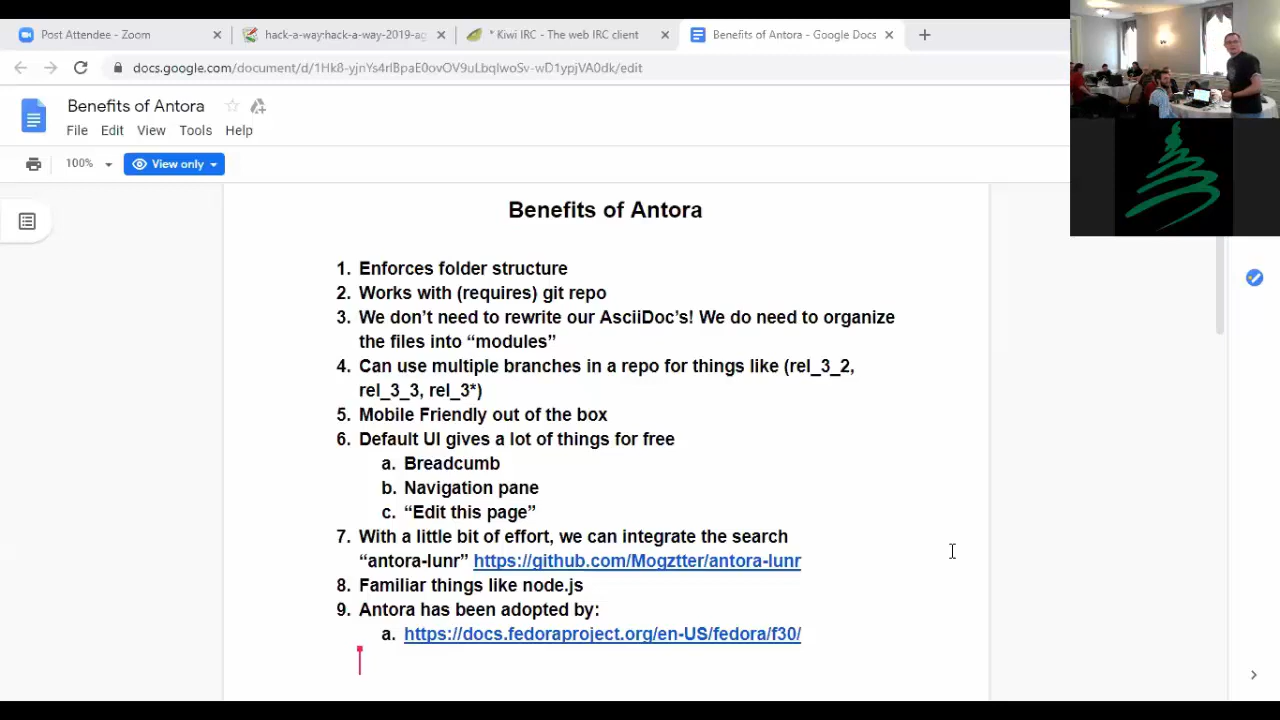 Post Attendee - Zoom
hack-a-way:hack-a-way-2019-ag
* Kiwi IRC - The web IRC client
Benefits of Antora - Google Docs
docs.google.com/document/d/
Benefits of Antora
File Edit View Tools Help
100%
View only
Benefits of Antora
1. Enforces folder structure
2. Works with (requires) git repo
3. We don’t need to rewrite our AsciiDoc’s! We do need to organize
the files into “modules”
4. Can use multiple branches in a repo for things like (rel_3_2,
rel_3_3, rel_3*)
5. Mobile Friendly out of the box
6. Default UI gives a lot of things for free
a. Breadcumb
b. Navigation pane
c. “Edit this page”
7. With a little bit of effort, we can integrate the search
“antora-lunr” https://github.com/Mogztter/antora-lunr
8. Familiar things like node.js
9. Antora has been adopted by:
a. https://docs.fedoraproject.org/en-US/fedora/f30/